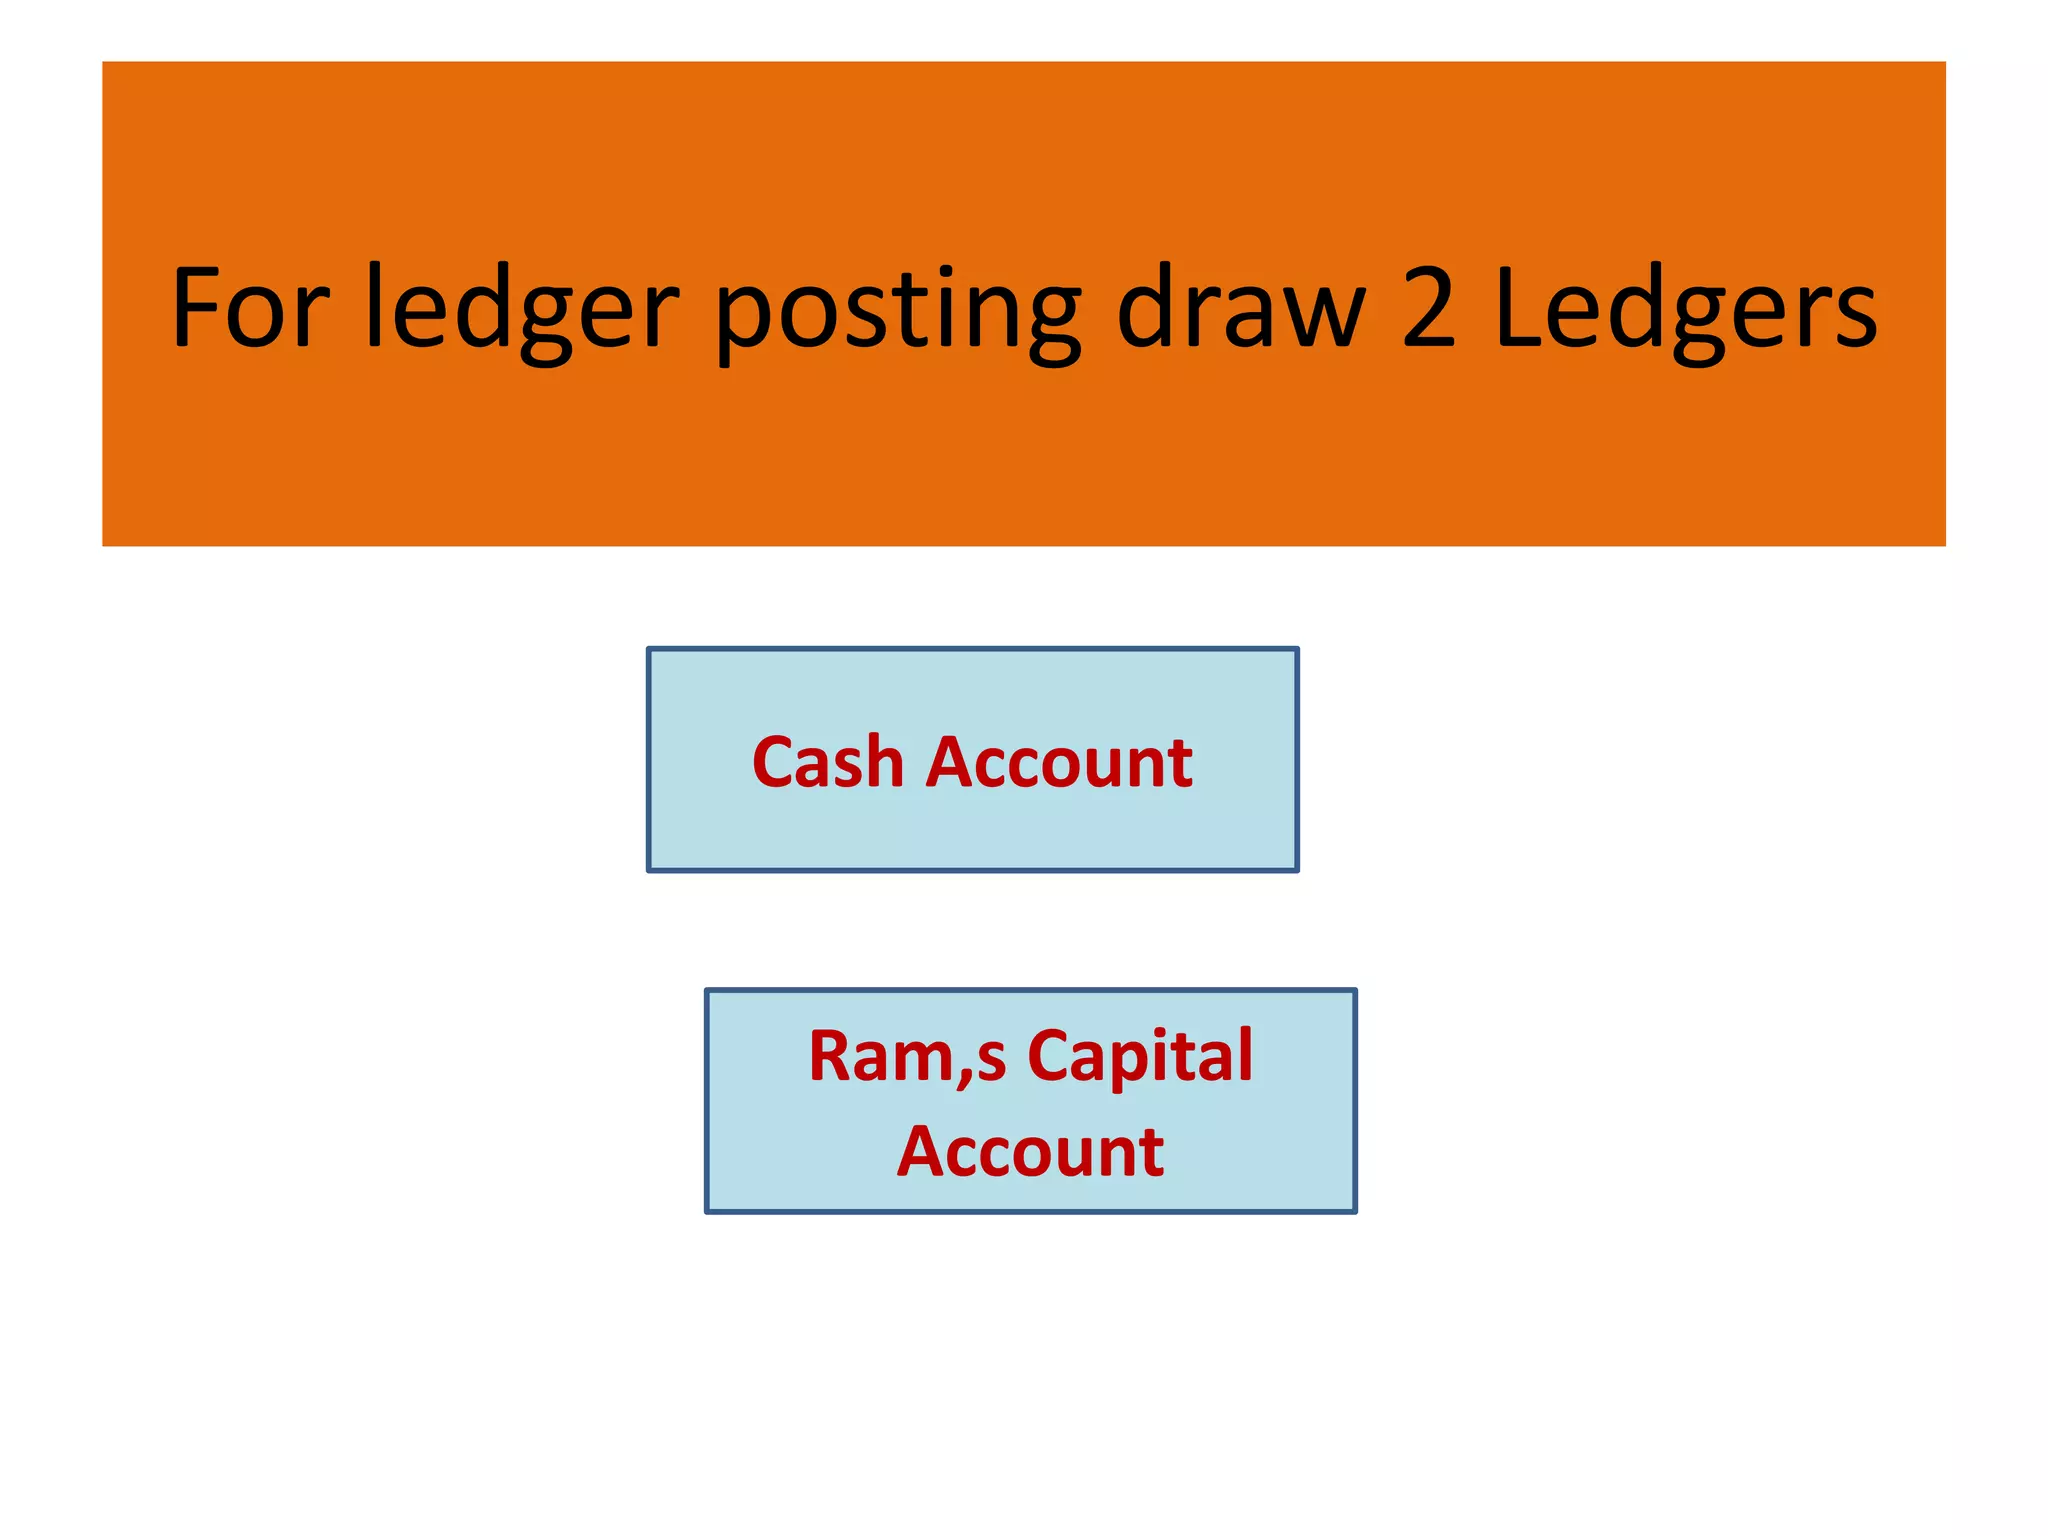 For ledger posting draw 2 Ledgers
Cash Account
Ram,s Capital
Account